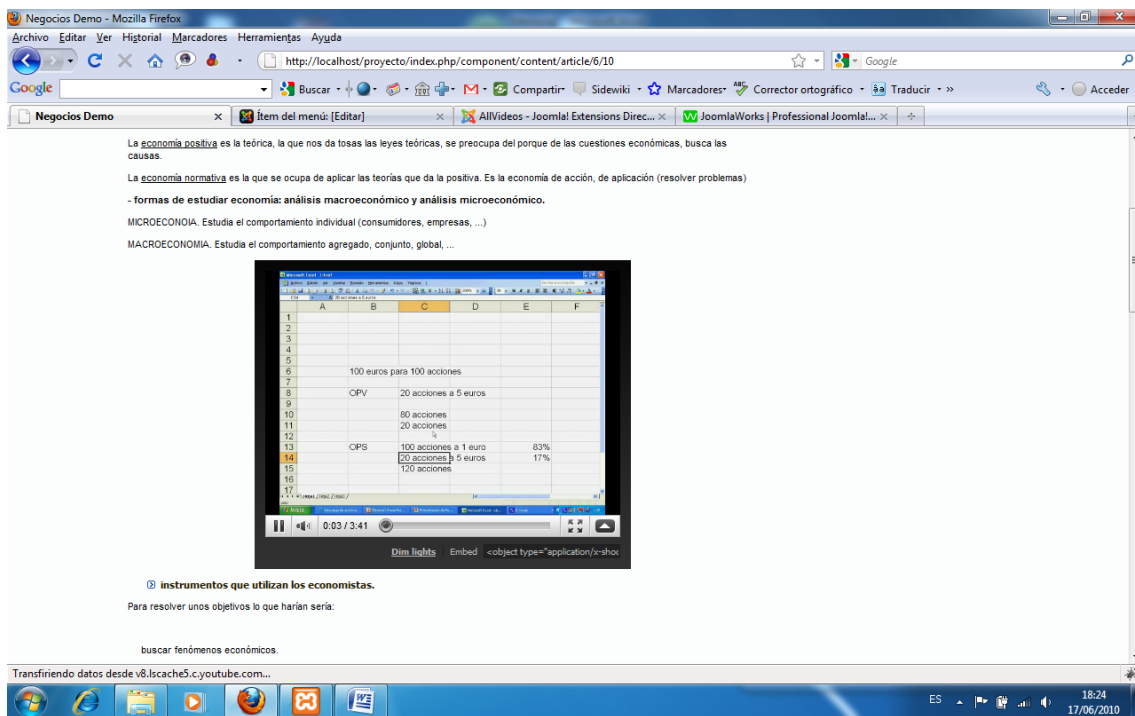 Negocios Demo - Mozilla Firefox
Archivo Editar Ver Historial Marcadores Herramientas Ayuda
http://localhost/proyecto/index.php/component/content/article/6/10
Google
Google
Buscar
Compartir
Sidewiki
Marcadores
Corrector ortográfico
Traducir
»
Acceder
Negocios Demo
Ítem del menú: [Editar]
AllVideos - Joomla! Extensions Direc...
JoomlaWorks | Professional Joomla!...
La economía positiva es la teórica, la que nos da tosas las leyes teóricas, se preocupa del porque de las cuestiones económicas, busca las
causas.
La economía normativa es la que se ocupa de aplicar las teorías que da la positiva. Es la economía de acción, de aplicación (resolver problemas)
- formas de estudiar economía: análisis macroeconómico y análisis microeconómico.
MICROECONOIA. Estudia el comportamiento individual (consumidores, empresas, ...)
MACROECONOMIA. Estudia el comportamiento agregado, conjunto, global, ...
A B C D E F
1
2
3
4
5
6 100 euros para 100 acciones
7
8 OPV 20 acciones a 5 euros
9
10 80 acciones
11 20 acciones
12
13 OPS 100 acciones a 1 euro 83%
14 20 acciones a 5 euros 17%
15 120 acciones
16
17
0:03 / 3:41
Dim lights Embed <object type="application/x-shoc
instrumentos que utilizan los economistas.
Para resolver unos objetivos lo que harían sería:
buscar fenómenos económicos.
Transfiriendo datos desde v8.lscache5.c.youtube.com...
ES
18:24
17/06/2010